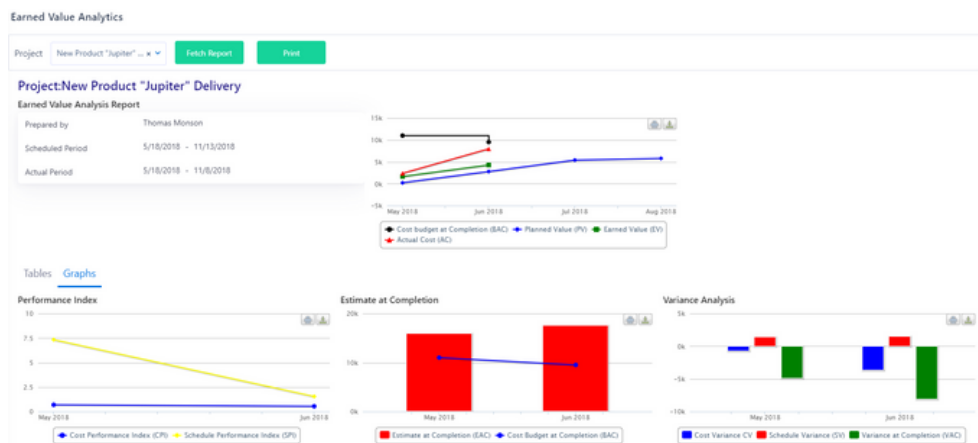 Earned Value Analytics
Project New Product "Jupiter" ... × Fetch Report Print
Project:New Product "Jupiter" Delivery
Earned Value Analysis Report
Prepared by Thomas Monson
Scheduled Period 5/18/2018 - 11/13/2018
Actual Period 5/18/2018 - 11/8/2018
15k
10k
5k
0k
-5k
May 2018 Jun 2018 Jul 2018 Aug 2018
Cost budget at Completion (BAC) Planned Value (PV) Earned Value (EV)
Actual Cost (AC)
Tables Graphs
Performance Index
10
7.5
5
2.5
0
May 2018 Jun 2018
Cost Performance Index (CPI) Schedule Performance Index (SPI)
Estimate at Completion
20k
10k
0k
May 2018 Jun 2018
Estimate at Completion (EAC) Cost Budget at Completion (BAC)
Variance Analysis
5k
0k
-5k
-10k
May 2018 Jun 2018
Cost Variance CV Schedule Variance (SV) Variance at Completion (VAC)